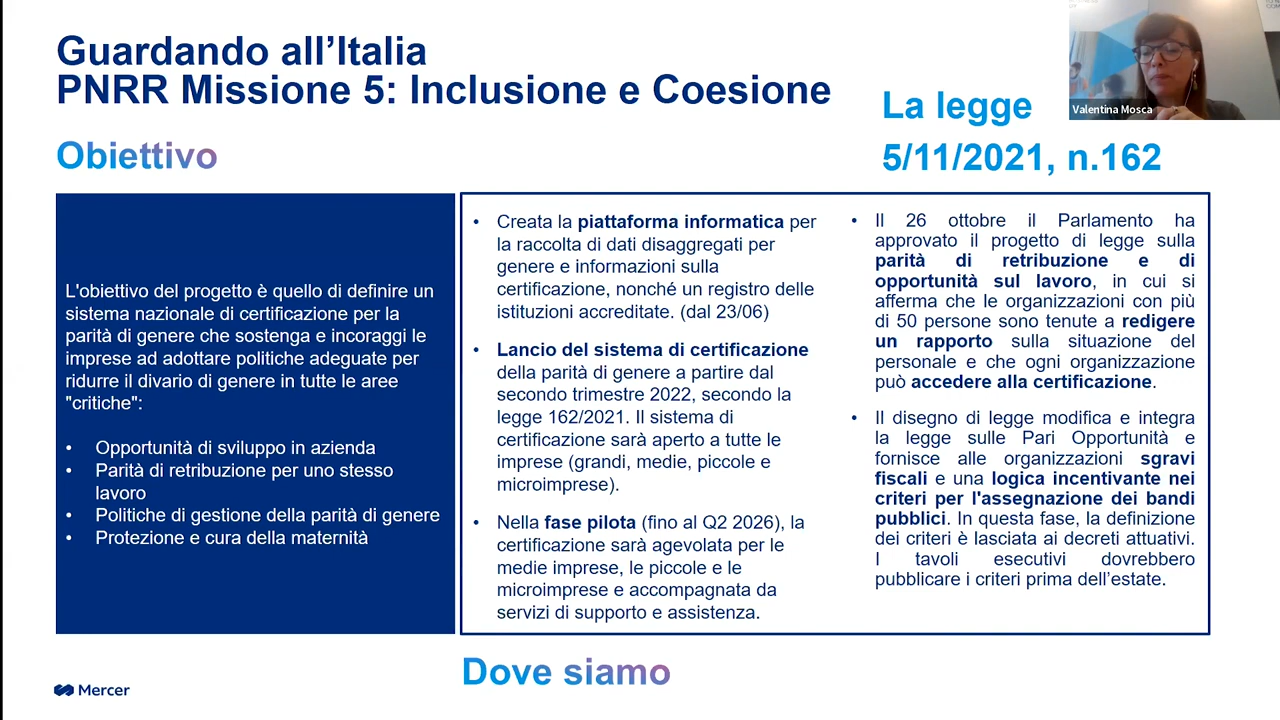 Guardando all'Italia
PNRR Missione 5: Inclusione e Coesione
Valentina Mosca
Obiettivo
La legge
5/11/2021, n.162
L'obiettivo del progetto è quello di definire un
sistema nazionale di certificazione per la
parità di genere che sostenga e incoraggi le
imprese ad adottare politiche adeguate per
ridurre il divario di genere in tutte le aree
"critiche":
• Opportunità di sviluppo in azienda
• Parità di retribuzione per uno stesso
lavoro
• Politiche di gestione della parità di genere
• Protezione e cura della maternità
• Creata la piattaforma informatica per
la raccolta di dati disaggregati per
genere e informazioni sulla
certificazione, nonché un registro delle
istituzioni accreditate. (dal 23/06)
• Lancio del sistema di certificazione
della parità di genere a partire dal
secondo trimestre 2022, secondo la
legge 162/2021. Il sistema di
certificazione sarà aperto a tutte le
imprese (grandi, medie, piccole e
microimprese).
• Nella fase pilota (fino al Q2 2026), la
certificazione sarà agevolata per le
medie imprese, le piccole e le
microimprese e accompagnata da
servizi di supporto e assistenza.
• Il 26 ottobre il Parlamento ha
approvato il progetto di legge sulla
parità di retribuzione e di
opportunità sul lavoro, in cui si
afferma che le organizzazioni con più
di 50 persone sono tenute a redigere
un rapporto sulla situazione del
personale e che ogni organizzazione
può accedere alla certificazione.
• Il disegno di legge modifica e integra
la legge sulle Pari Opportunità e
fornisce alle organizzazioni sgravi
fiscali e una logica incentivante nei
criteri per l'assegnazione dei bandi
pubblici. In questa fase, la definizione
dei criteri è lasciata ai decreti attuativi.
I tavoli esecutivi dovrebbero
pubblicare i criteri prima dell'estate.
Dove siamo
Mercer